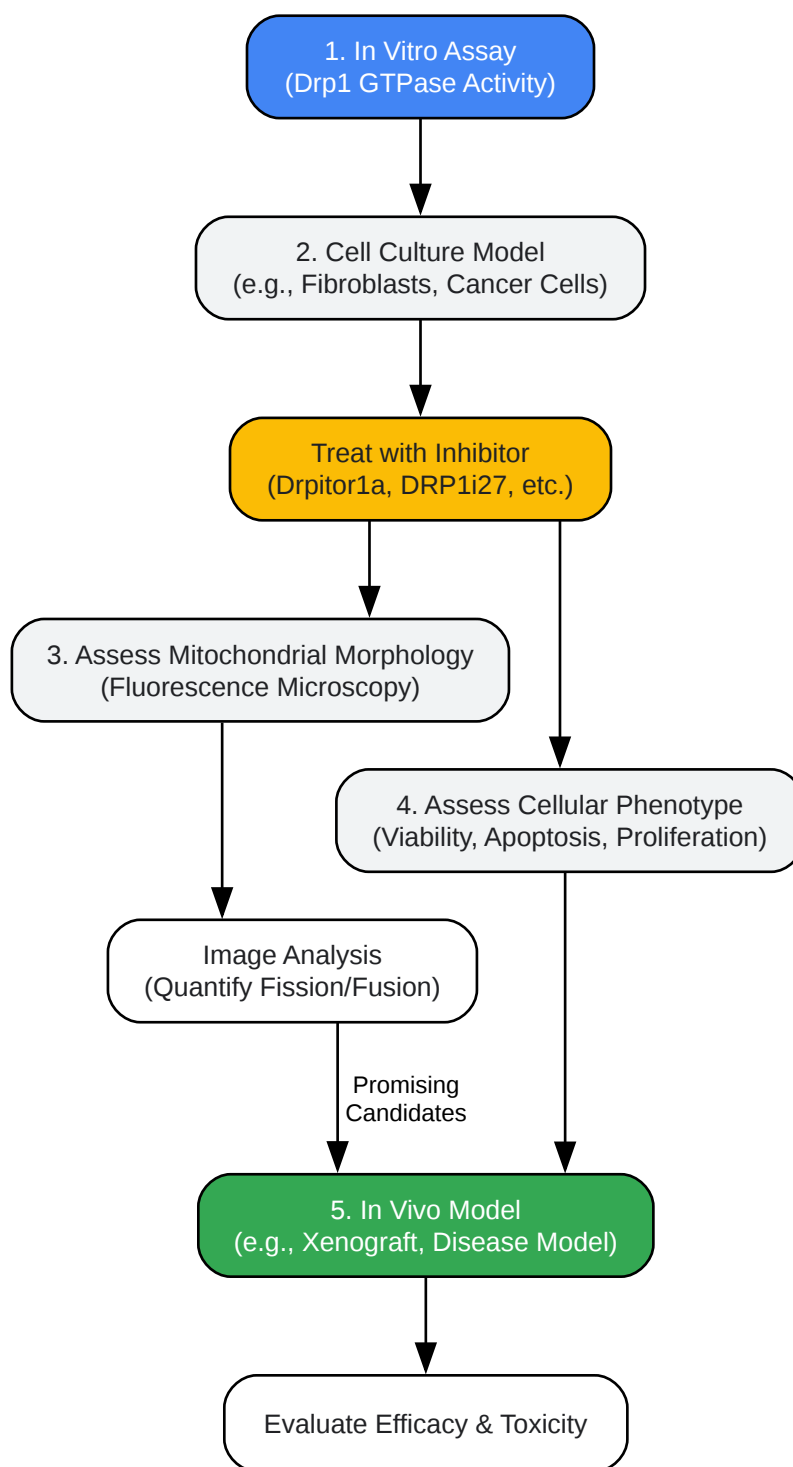 1. In Vitro Assay
(Drp1 GTPase Activity)
2. Cell Culture Model
(e.g., Fibroblasts, Cancer Cells)
Treat with Inhibitor
(Drpitor1a, DRP1i27, etc.)
3. Assess Mitochondrial Morphology
(Fluorescence Microscopy)
4. Assess Cellular Phenotype
(Viability, Apoptosis, Proliferation)
Image Analysis
(Quantify Fission/Fusion)
Promising
Candidates
5. In Vivo Model
(e.g., Xenograft, Disease Model)
Evaluate Efficacy & Toxicity